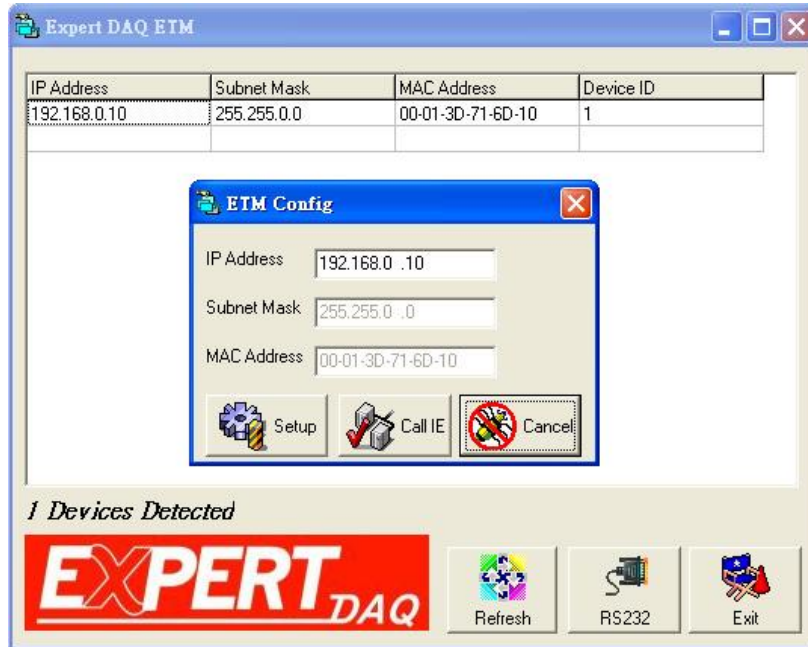 Expert DAQ ETM
IP Address Subnet Mask MAC Address Device ID
192.168.0.10 255.255.0.0 00-01-3D-71-6D-10 1
ETM Config
IP Address 192.168.0 .10
Subnet Mask 255.255.0 .0
MAC Address 00-01-3D-71-6D-10
Setup Call IE Cancel
1 Devices Detected
EXPERT DAQ
Refresh RS232 Exit